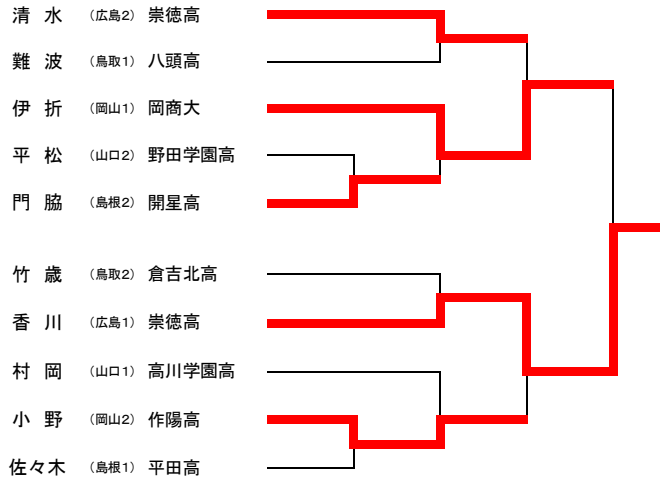 清 水 （広島2） 崇徳高
難 波 （鳥取1） 八頭高
伊 折 （岡山1） 岡商大
平 松 （山口2） 野田学園高
門 脇 （島根2） 開星高
竹 歳 （鳥取2） 倉吉北高
香 川 （広島1） 崇徳高
村 岡 （山口1） 高川学園高
小 野 （岡山2） 作陽高
佐々木 （島根1） 平田高